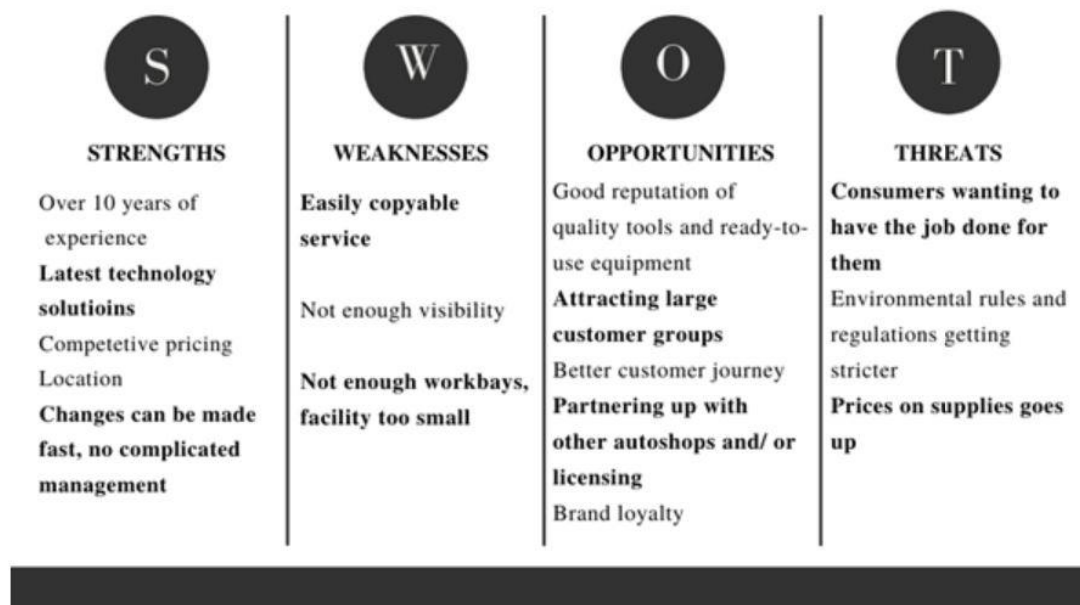 S
STRENGTHS
Over 10 years of
experience
Latest technology
solutioins
Competetive pricing
Location
Changes can be made
fast, no complicated
management
W
WEAKNESSES
Easily copyable
service
Not enough visibility
Not enough workbays,
facility too small
O
OPPORTUNITIES
Good reputation of
quality tools and ready-to-
use equipment
Attracting large
customer groups
Better customer journey
Partnering up with
other autoshops and/ or
licensing
Brand loyalty
T
THREATS
Consumers wanting to
have the job done for
them
Environmental rules and
regulations getting
stricter
Prices on supplies goes
up